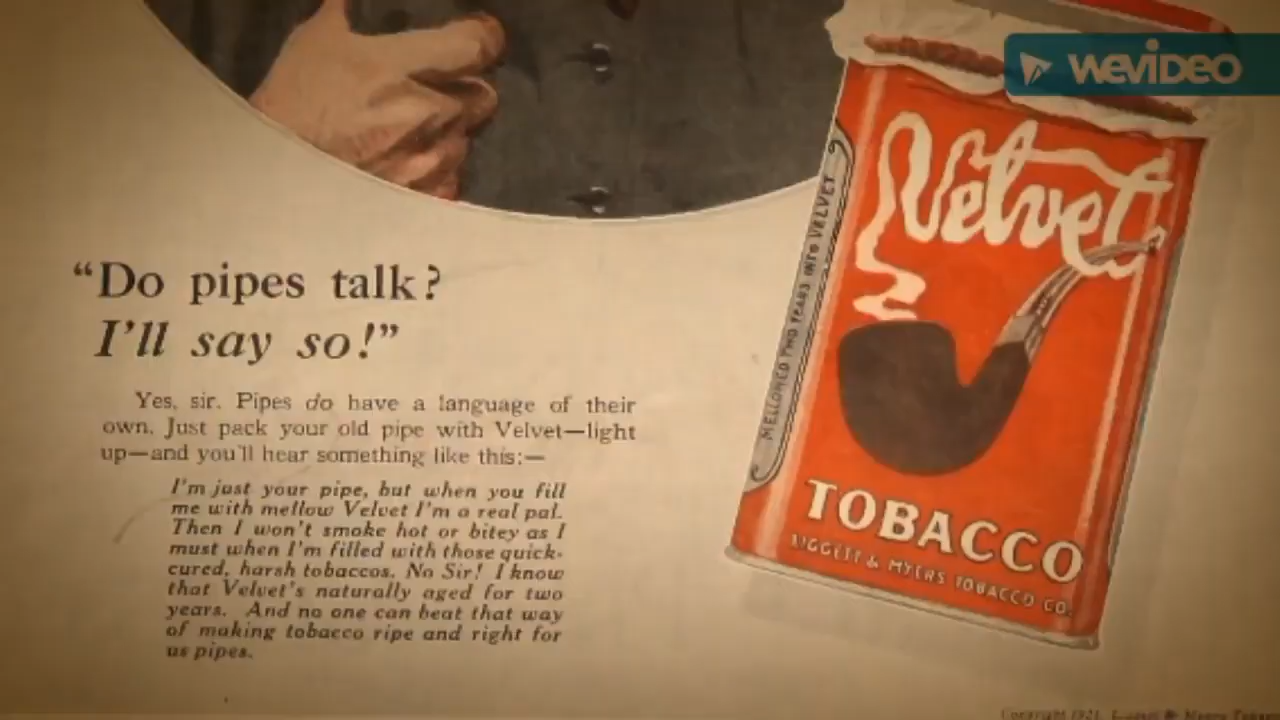 WEVIDEO
Velvet
MELLOWED TWO YEARS INTO VELVET
TOBACCO
LIGGETT & MYERS TOBACCO CO.
“Do pipes talk?
I’ll say so!”
Yes, sir. Pipes do have a language of their
own. Just pack your old pipe with Velvet—light
up—and you’ll hear something like this:—
I’m just your pipe, but when you fill
me with mellow Velvet I’m a real pal.
Then I won’t smoke hot or bitey as I
must when I’m filled with those quick-
cured, harsh tobaccos. No Sir! I know
that Velvet’s naturally aged for two
years. And no one can beat that way
of making tobacco ripe and right for
us pipes.
Copyright 1921, Liggett & Myers